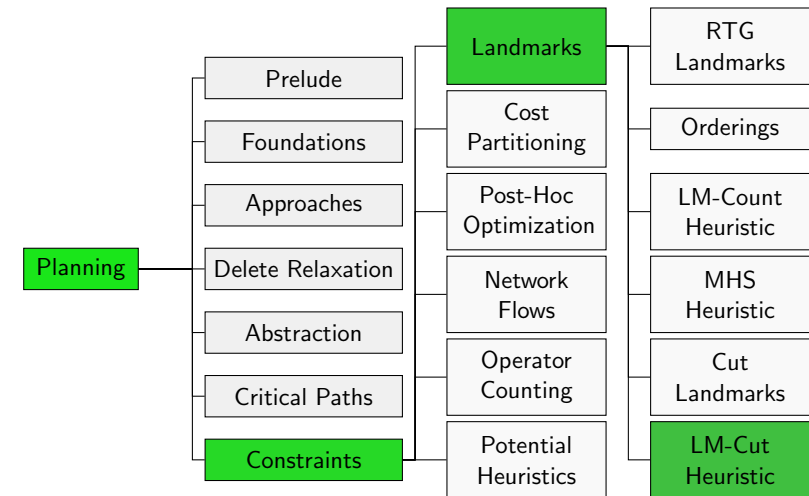 Planning
Prelude
Foundations
Approaches
Delete Relaxation
Abstraction
Critical Paths
Constraints
Landmarks
Cost
Partitioning
Post-Hoc
Optimization
Network
Flows
Operator
Counting
Potential
Heuristics
RTG
Landmarks
Orderings
LM-Count
Heuristic
MHS
Heuristic
Cut
Landmarks
LM-Cut
Heuristic